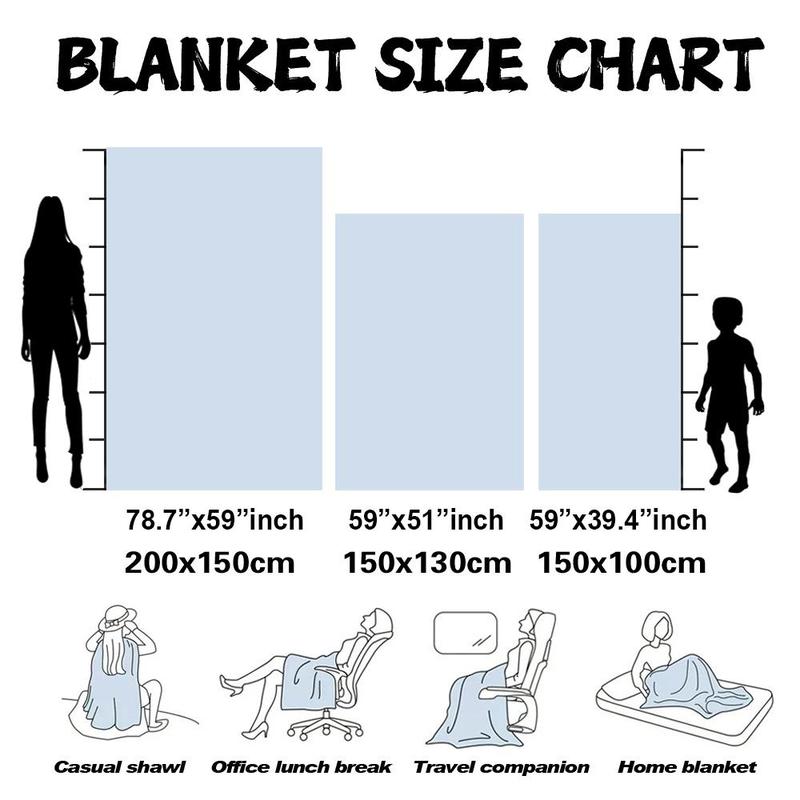 BLANKET SIZE CHART
78.7”x59”inch 59”x51”inch 59”x39.4”inch
200x150cm 150x130cm 150x100cm
Casual shawl Office lunch break Travel companion Home blanket